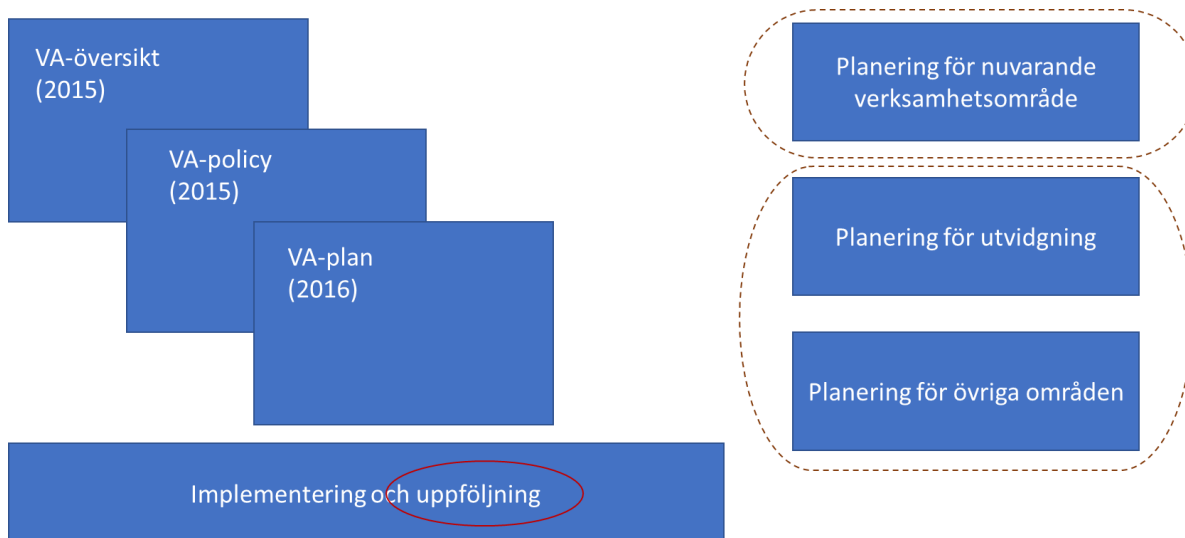 VA-översikt
(2015)
VA-policy
(2015)
VA-plan
(2016)
Implementering och uppföljning
Planering för nuvarande
verksamhetsområde
Planering för utvidgning
Planering för övriga områden